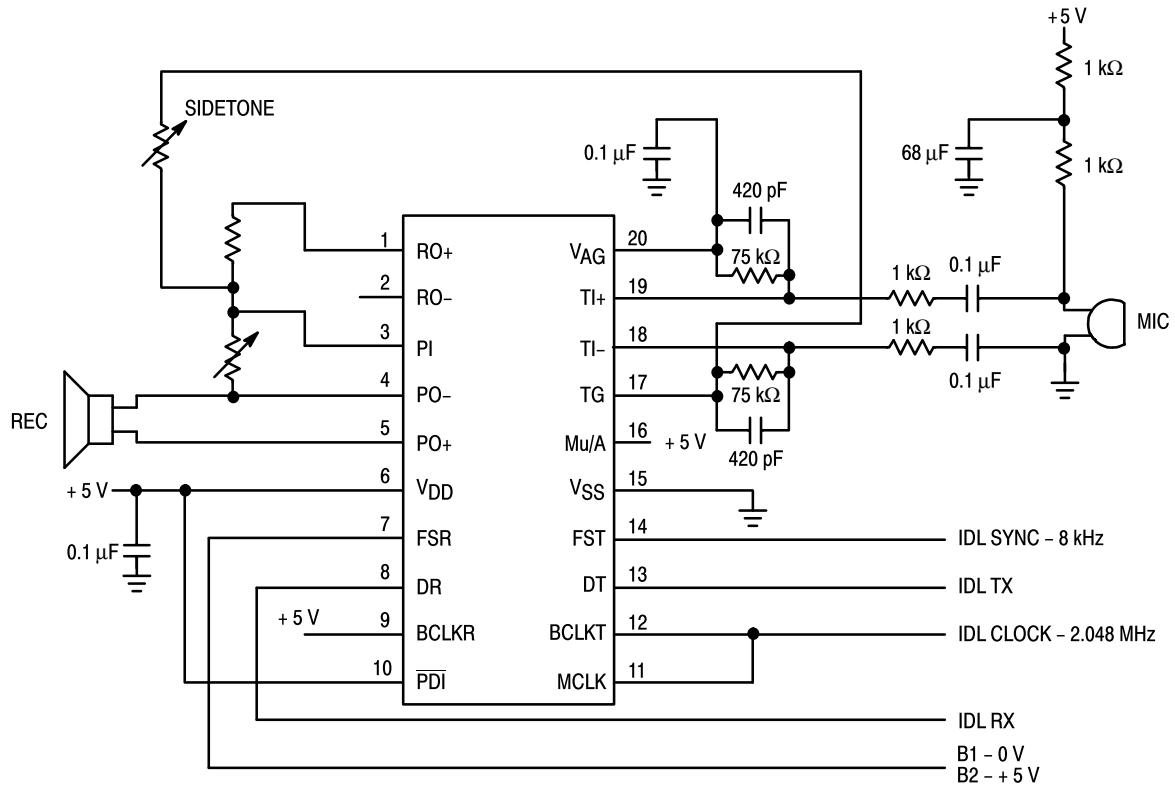 +5 V
1 kΩ
SIDETONE
0.1 µF
68 µF
1 kΩ
420 pF
1 RO+
VAG 20
75 kΩ
1 kΩ
0.1 µF
2 RO–
TI+ 19
MIC
3 PI
TI– 18
1 kΩ
0.1 µF
4 PO–
TG 17
75 kΩ
REC
5 PO+
Mu/A 16 + 5 V
420 pF
+ 5 V
6 VDD
VSS 15
7 FSR
FST 14
IDL SYNC – 8 kHz
0.1 µF
8 DR
DT 13
IDL TX
+ 5 V
9 BCLKR
BCLKT 12
IDL CLOCK – 2.048 MHz
10 PDI
MCLK 11
IDL RX
B1 – 0 V
B2 – + 5 V